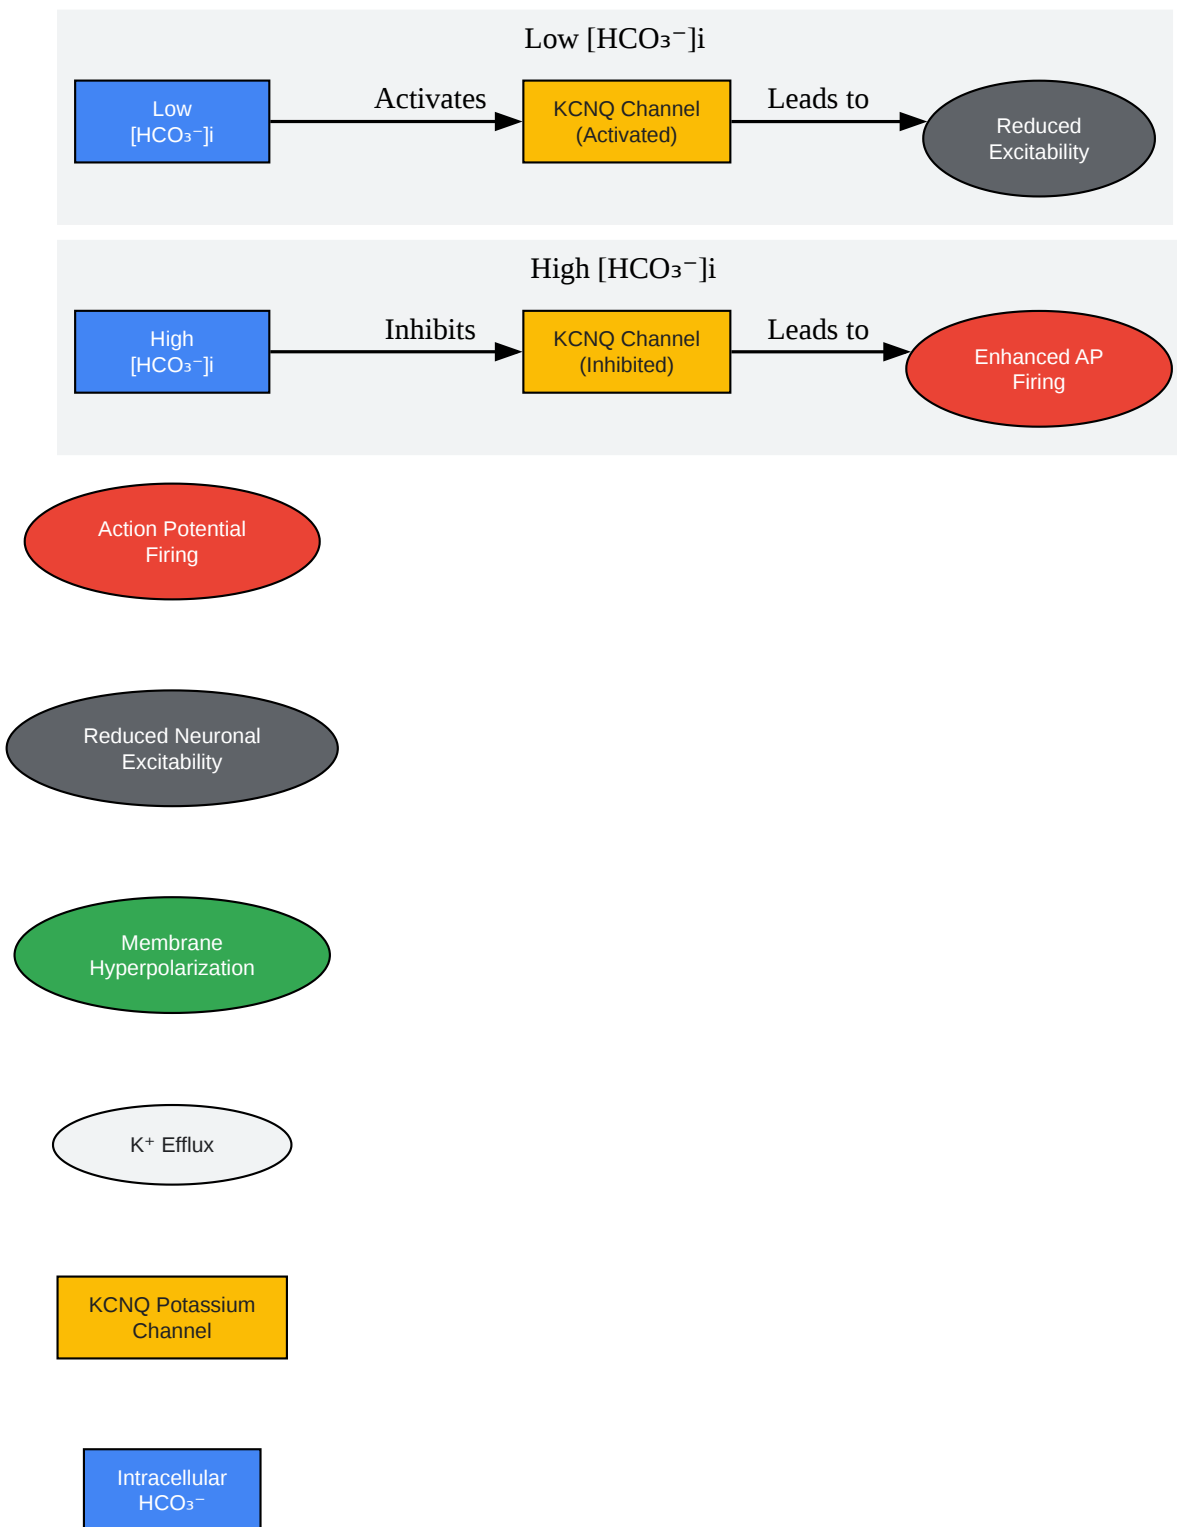 Low [HCO₃⁻]i
Low
[HCO₃⁻]i
Activates
KCNQ Channel
(Activated)
Leads to
Reduced
Excitability
High [HCO₃⁻]i
High
[HCO₃⁻]i
Inhibits
KCNQ Channel
(Inhibited)
Leads to
Enhanced AP
Firing
Action Potential
Firing
Reduced Neuronal
Excitability
Membrane
Hyperpolarization
K⁺ Efflux
KCNQ Potassium
Channel
Intracellular
HCO₃⁻